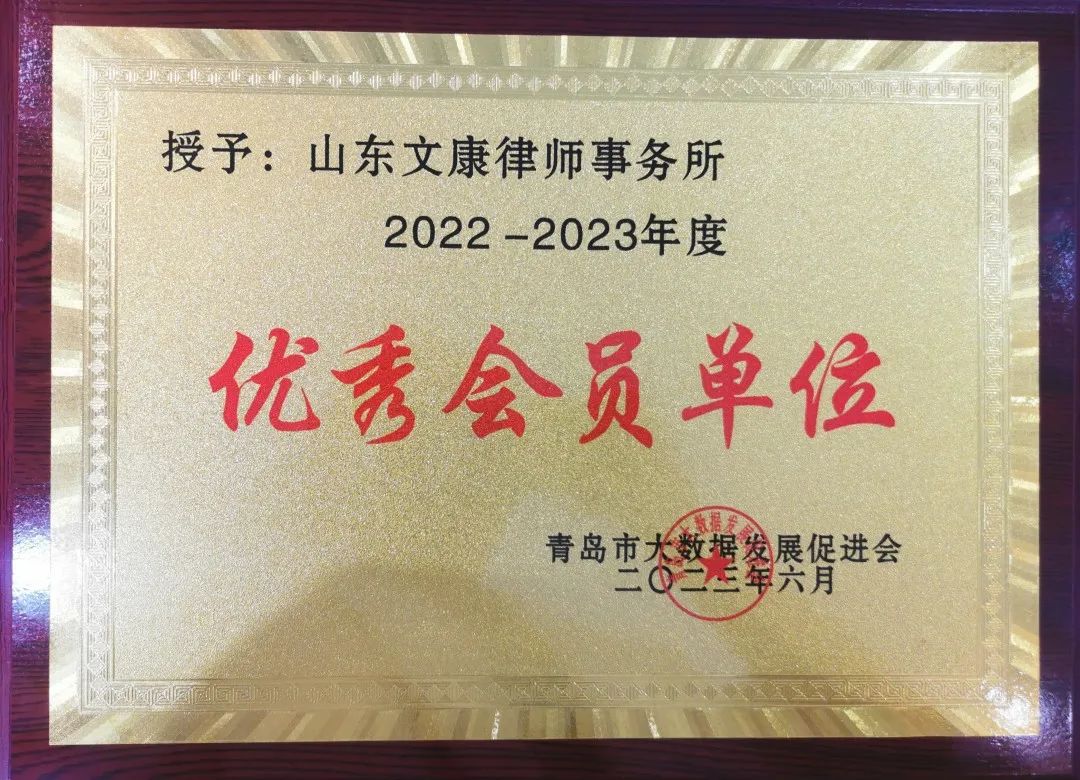 授予：山东文康律师事务所
2022-2023年度
优秀会员单位
青岛市大数据发展促进会
二〇二三年六月